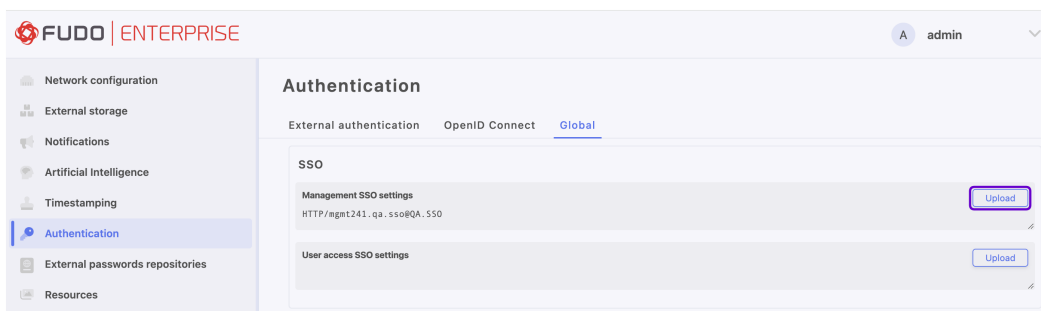 FUDO | ENTERPRISE
A admin
Network configuration
External storage
Notifications
Artificial Intelligence
Timestamping
Authentication
External passwords repositories
Resources
Authentication
External authentication OpenID Connect Global
SSO
Management SSO settings
Upload
HTTP/mgmt241.qa.sso@QA.SSO
User access SSO settings
Upload